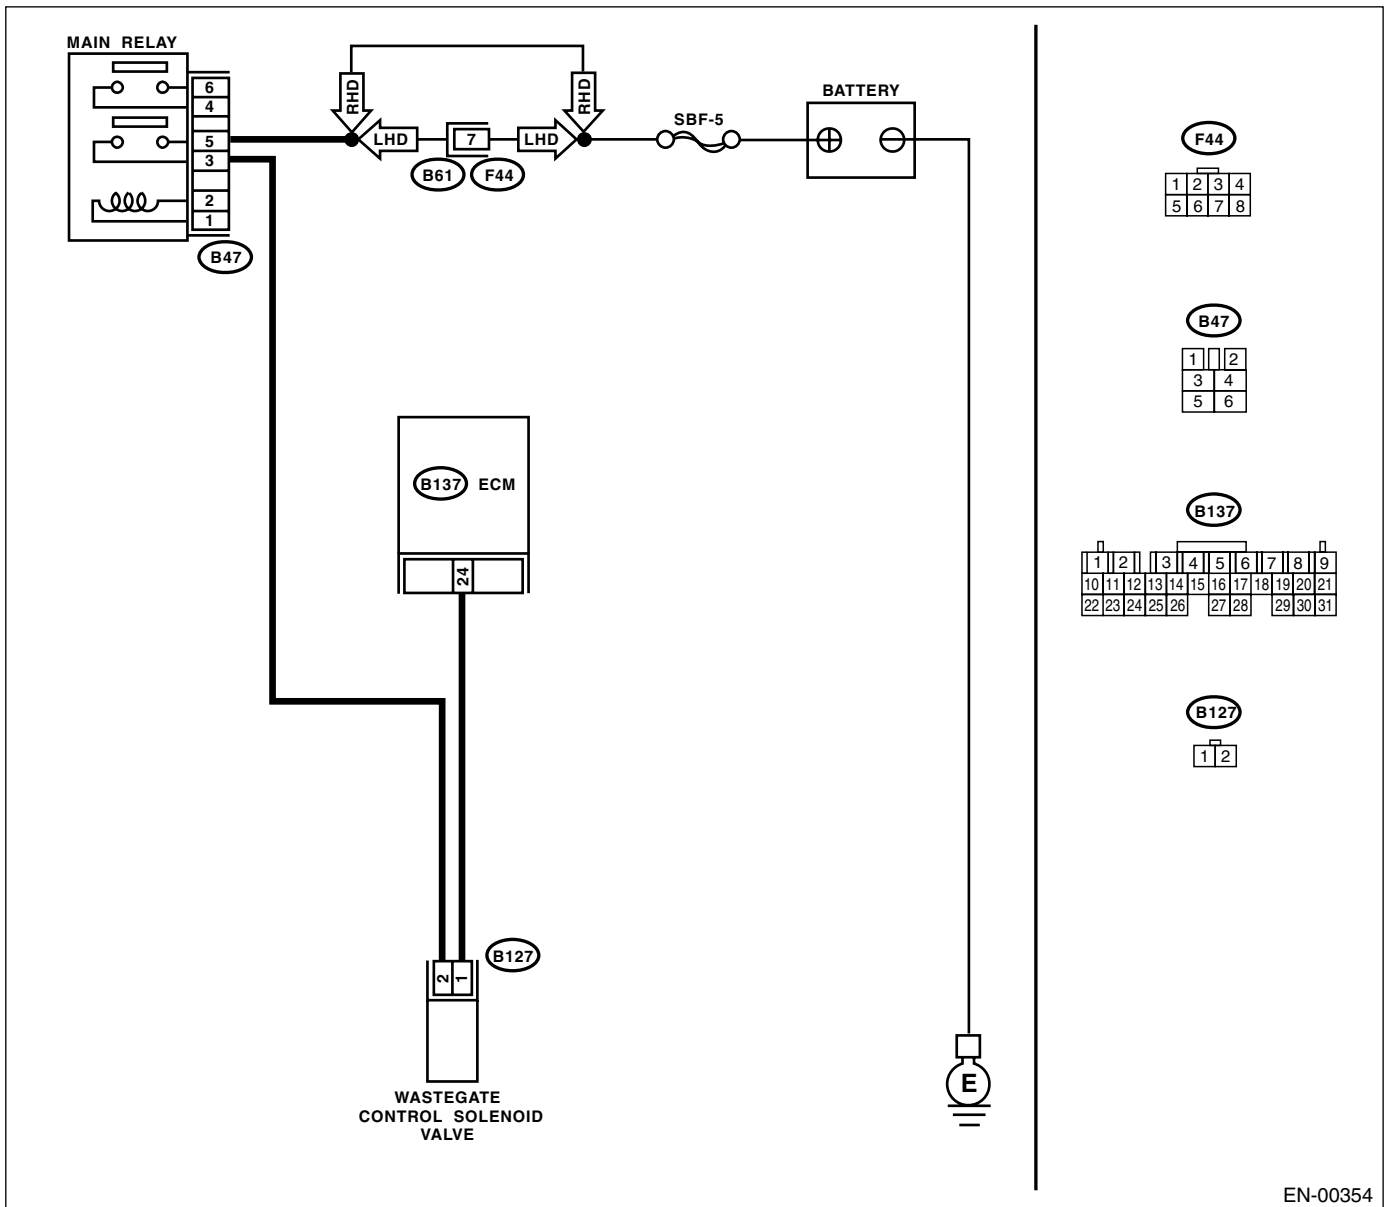 MAIN RELAY
6
4
5
3
2
1
B47
RHD
RHD
LHD
7
LHD
B61
F44
SBF-5
BATTERY
B137 ECM
24
2 1
B127
WASTEGATE
CONTROL SOLENOID
VALVE
E
F44
1 2 3 4
5 6 7 8
B47
1 2
3 4
5 6
B137
1 2 3 4 5 6 7 8 9
10 11 12 13 14 15 16 17 18 19 20 21
22 23 24 25 26 27 28 29 30 31
B127
1 2
EN-00354